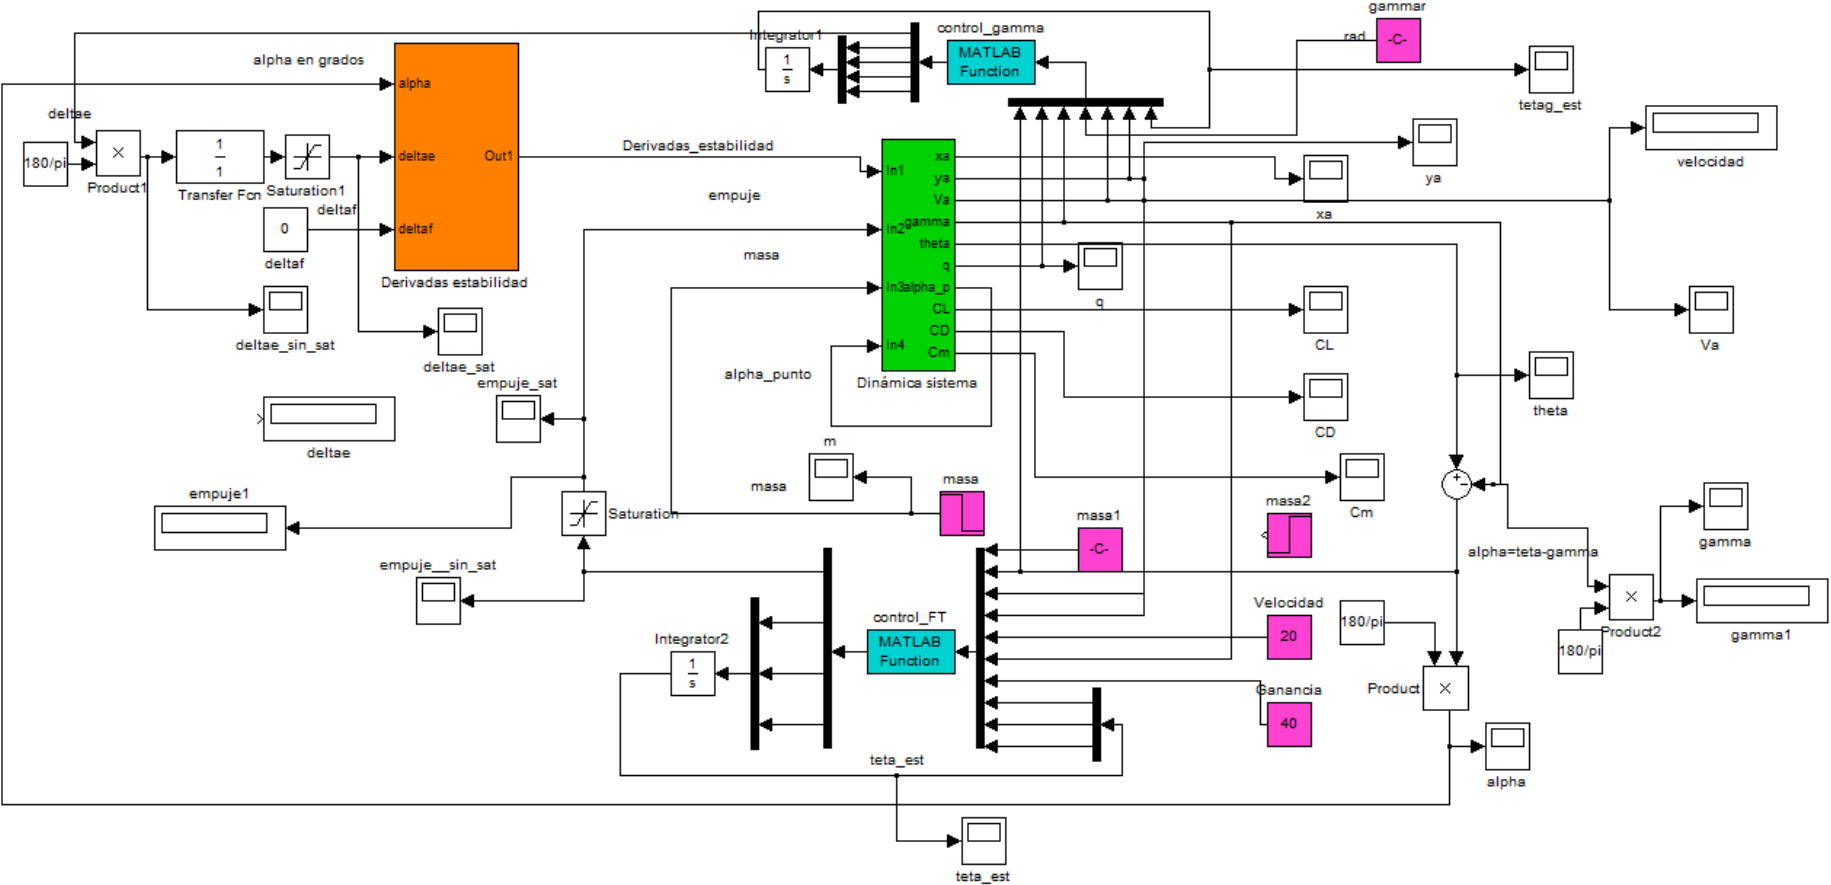 gammar
rad
-C-
tetag_est
Integrator1
1
s
control_gamma
MATLAB
Function
alpha en grados
deltae
180/pi
×
Product1
1
1
Transfer Fcn
Saturation1
deltaf
0
deltaf
alpha
deltae
deltaf
Out1
Derivadas estabilidad
deltae_sin_sat
deltae_sat
Derivadas_estabilidad
empuje
masa
alpha_punto
In1
In2
In3
In4
xa
ya
Va
gamma
theta
q
alpha_p
CL
CD
Cm
Dinámica sistema
velocidad
ya
xa
q
CL
Va
CD
theta
empuje_sat
deltae
m
masa
masa
empuje1
Saturation
masa1
-C-
masa2
Cm
+
-
alpha=teta-gamma
gamma
empuje__sin_sat
control_FT
MATLAB
Function
Integrator2
1
s
Velocidad
20
180/pi
×
Product2
180/pi
gamma1
Ganancia
40
Product
×
alpha
teta_est
teta_est